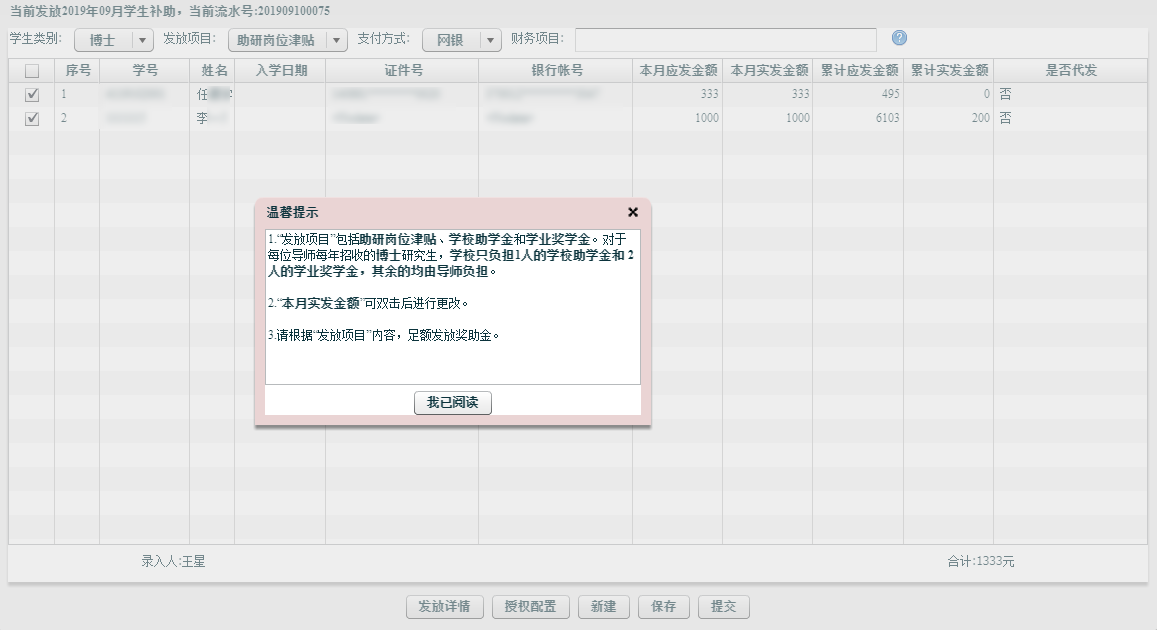 当前发放2019年09月学生补助，当前流水号:201909100075
学生类别: 博士 发放项目: 助研岗位津贴 支付方式: 网银 财务项目:
序号 学号 姓名 入学日期 证件号 银行帐号 本月应发金额 本月实发金额 累计应发金额 累计实发金额 是否代发
1 任 333 333 495 0 否
2 李 1000 1000 6103 200 否
温馨提示
1.“发放项目”包括助研岗位津贴、学校助学金和学业奖学金。对于
每位导师每年招收的博士研究生，学校只负担1人的学校助学金和 2
人的学业奖学金，其余的均由导师负担。
2.“本月实发金额”可双击后进行更改。
3.请根据“发放项目”内容，足额发放奖助金。
我已阅读
录入人:王星 合计:1333元
发放详情 授权配置 新建 保存 提交